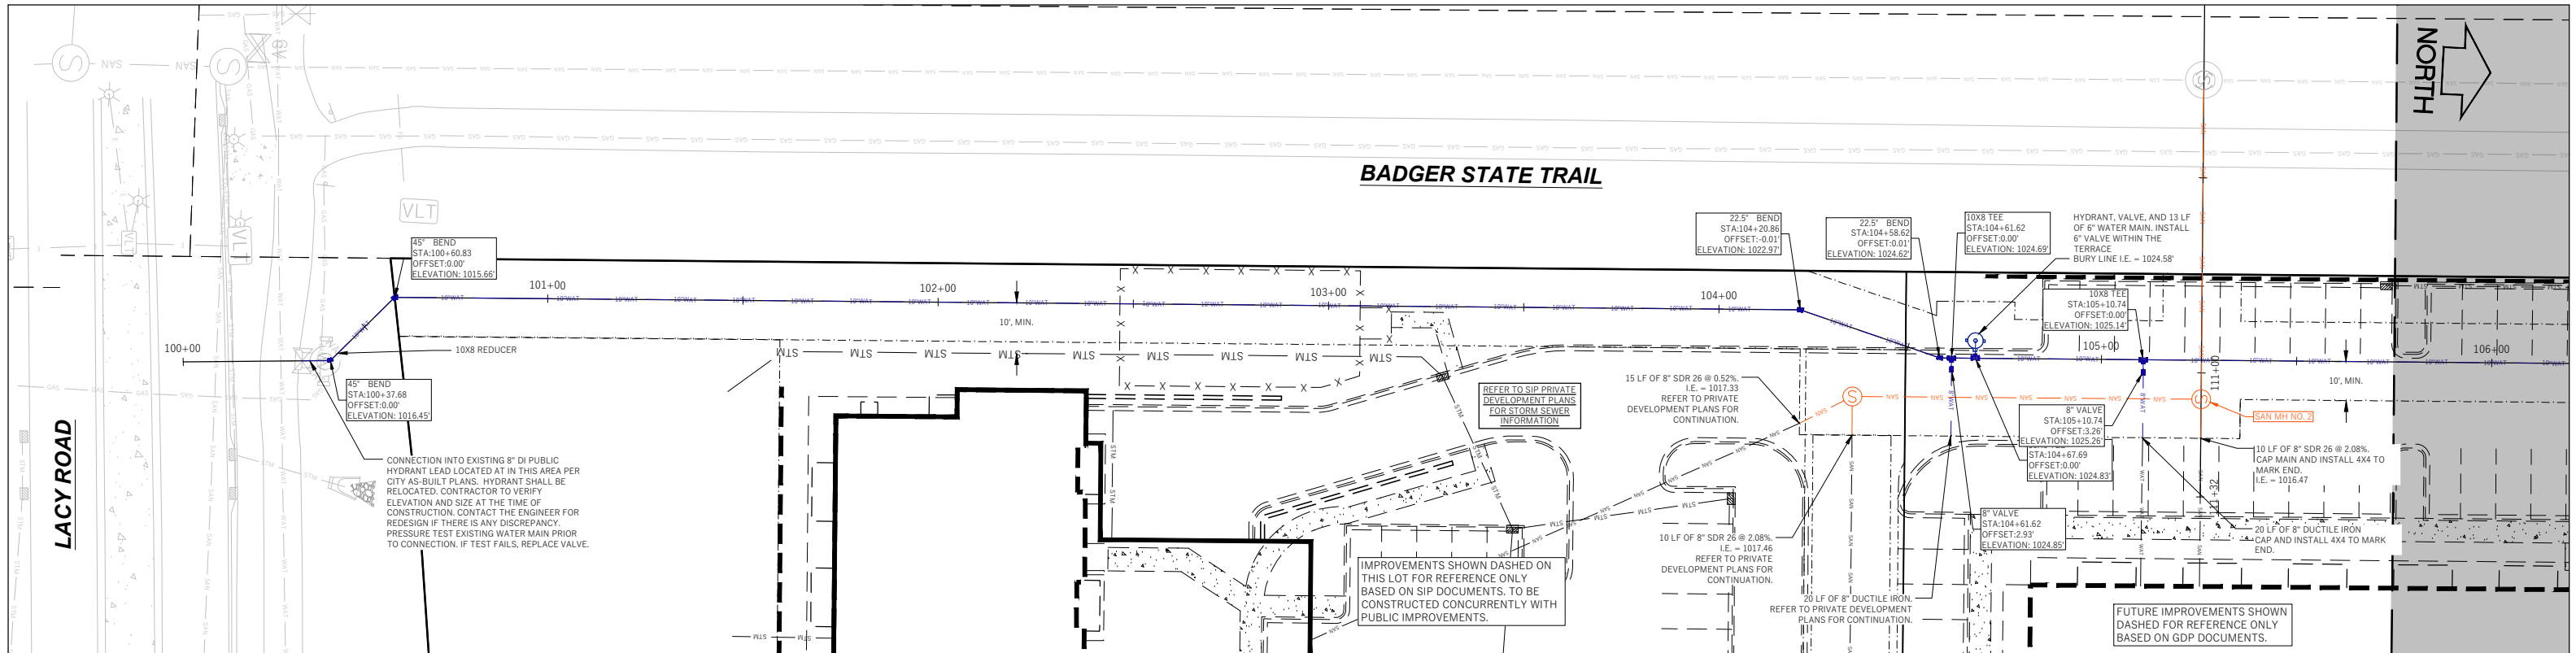 NORTH
BADGER STATE TRAIL
LACY ROAD
VLT
VLT
VLT
45° BEND
STA:100+60.83
OFFSET:0.00'
ELEVATION: 1015.66'
100+00
101+00
102+00
103+00
104+00
105+00
106+00
111+00
10X8 REDUCER
45° BEND
STA:100+37.68
OFFSET:0.00'
ELEVATION: 1016.45'
CONNECTION INTO EXISTING 8" DI PUBLIC
HYDRANT LEAD LOCATED AT IN THIS AREA PER
CITY AS-BUILT PLANS. HYDRANT SHALL BE
RELOCATED. CONTRACTOR TO VERIFY
ELEVATION AND SIZE AT THE TIME OF
CONSTRUCTION. CONTACT THE ENGINEER FOR
REDESIGN IF THERE IS ANY DISCREPANCY.
PRESSURE TEST EXISTING WATER MAIN PRIOR
TO CONNECTION. IF TEST FAILS, REPLACE VALVE.
10', MIN.
REFER TO SIP PRIVATE
DEVELOPMENT PLANS
FOR STORM SEWER
INFORMATION
IMPROVEMENTS SHOWN DASHED ON
THIS LOT FOR REFERENCE ONLY
BASED ON SIP DOCUMENTS. TO BE
CONSTRUCTED CONCURRENTLY WITH
PUBLIC IMPROVEMENTS.
22.5° BEND
STA:104+20.86
OFFSET:-0.01'
ELEVATION: 1022.97'
22.5° BEND
STA:104+58.62
OFFSET:0.01'
ELEVATION: 1024.62'
10X8 TEE
STA:104+61.62
OFFSET:0.00'
ELEVATION: 1024.69'
HYDRANT, VALVE, AND 13 LF
OF 6" WATER MAIN. INSTALL
6" VALVE WITHIN THE
TERRACE
BURY LINE I.E. = 1024.58'
10X8 TEE
STA:105+10.74
OFFSET:0.00'
ELEVATION: 1025.14'
15 LF OF 8" SDR 26 @ 0.52%.
I.E. = 1017.33
REFER TO PRIVATE
DEVELOPMENT PLANS FOR
CONTINUATION.
10 LF OF 8" SDR 26 @ 2.08%.
I.E. = 1017.46
REFER TO PRIVATE
DEVELOPMENT PLANS FOR
CONTINUATION.
20 LF OF 8" DUCTILE IRON.
REFER TO PRIVATE DEVELOPMENT
PLANS FOR CONTINUATION.
8" VALVE
STA:105+10.74
OFFSET:3.26'
ELEVATION: 1025.26'
STA:104+67.69
OFFSET:0.00'
ELEVATION: 1024.83'
8" VALVE
STA:104+61.62
OFFSET:2.93'
ELEVATION: 1024.85'
SAN MH NO. 2
10', MIN.
10 LF OF 8" SDR 26 @ 2.08%.
CAP MAIN AND INSTALL 4X4 TO
MARK END.
I.E. = 1016.47
20 LF OF 8" DUCTILE IRON
CAP AND INSTALL 4X4 TO MARK
END.
FUTURE IMPROVEMENTS SHOWN
DASHED FOR REFERENCE ONLY
BASED ON GDP DOCUMENTS.
SAN
GAS
STM
WAT
10"WAT
8"WAT